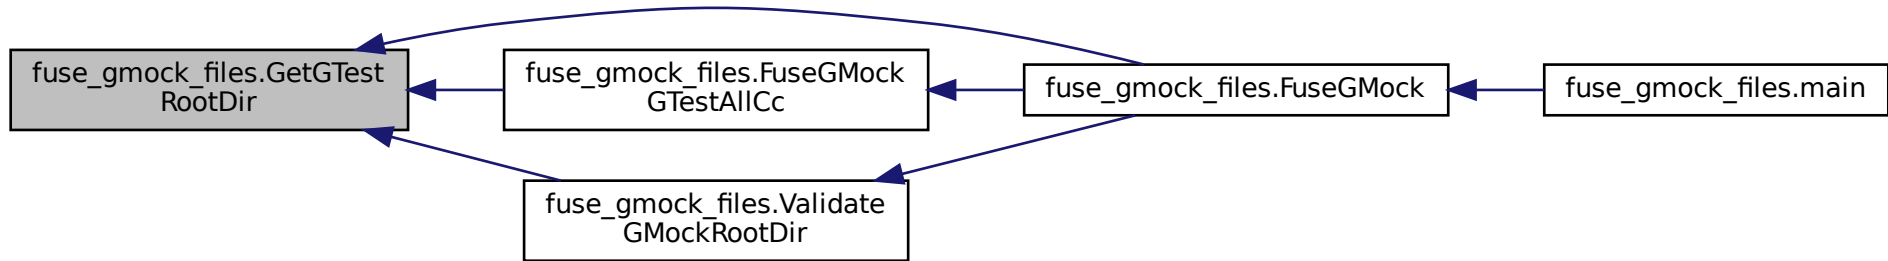 fuse_gmock_files.GetGTest
RootDir
fuse_gmock_files.FuseGMock
GTestAllCc
fuse_gmock_files.FuseGMock
fuse_gmock_files.main
fuse_gmock_files.Validate
GMockRootDir